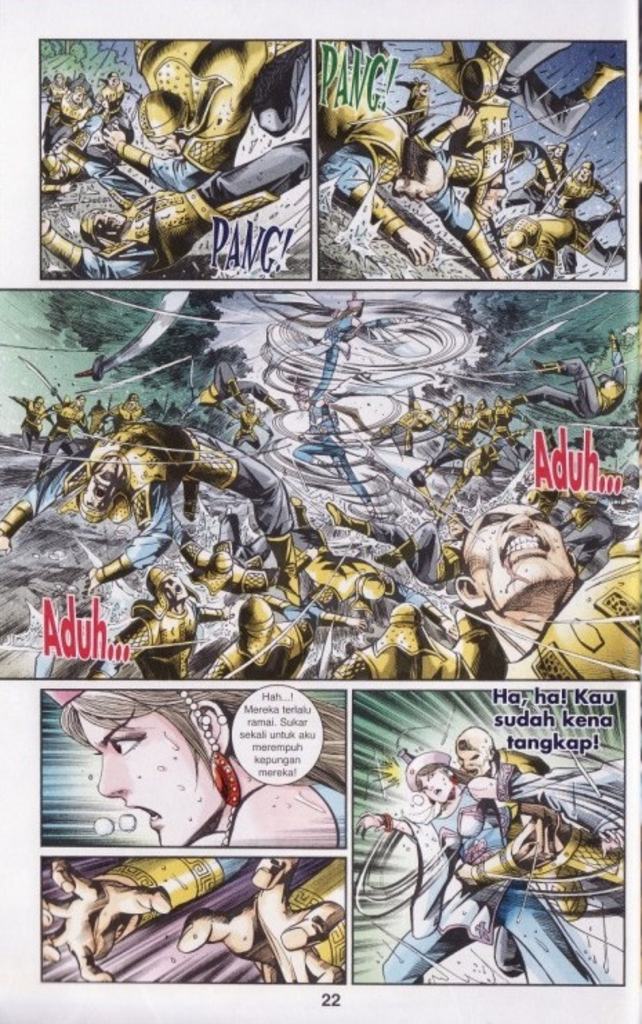 PANG!
PANG!
Aduh...
Aduh...
Hah...!
Mereka terlalu
ramai. Sukar
sekali untuk aku
merempuh
kepungan
mereka!
Ha, ha! Kau
sudah kena
tangkap!
22